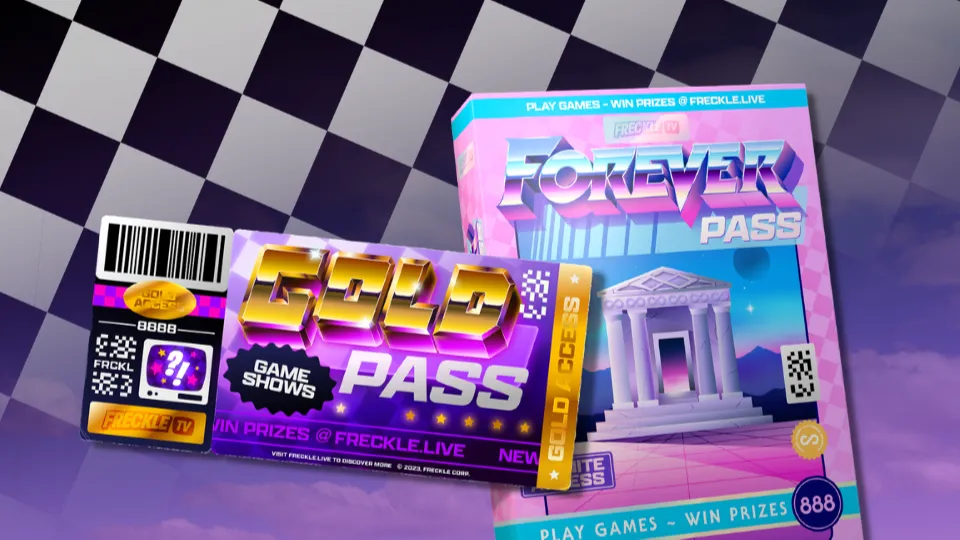 PLAY GAMES ~ WIN PRIZES @ FRECKLE.LIVE
FRECKLE TV
FOREVER
PASS
GOLD
PASS
GAME
SHOWS
GOLD
ACCESS
8888
FRCKL
?!
FRECKLE TV
GOLD ACCESS
WIN PRIZES @ FRECKLE.LIVE NEW
VISIT FRECKLE.LIVE TO DISCOVER MORE © 2023, FRECKLE CORP.
PLAY GAMES ~ WIN PRIZES
888